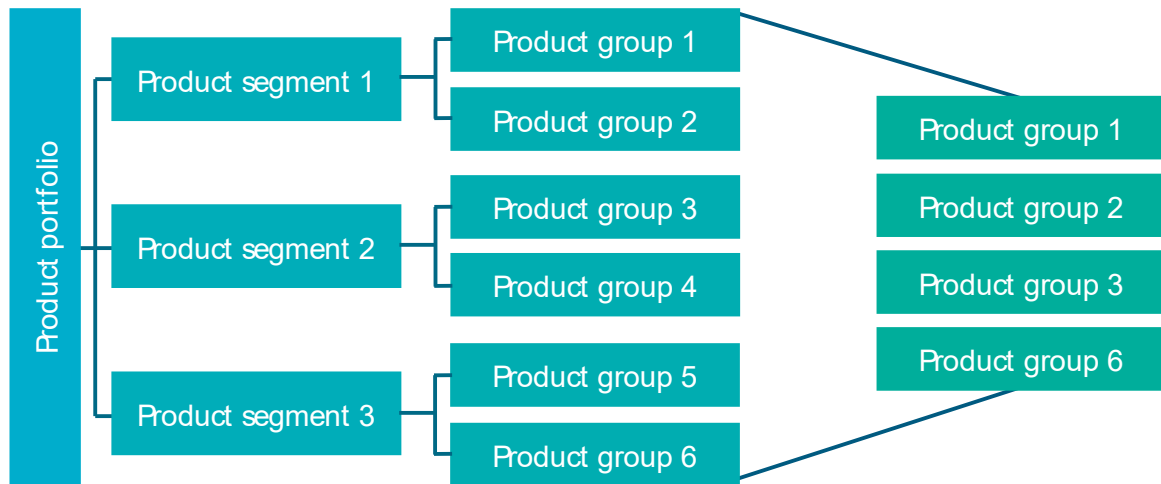 Product portfolio
Product segment 1
Product group 1
Product group 2
Product segment 2
Product group 3
Product group 4
Product segment 3
Product group 5
Product group 6
Product group 1
Product group 2
Product group 3
Product group 6